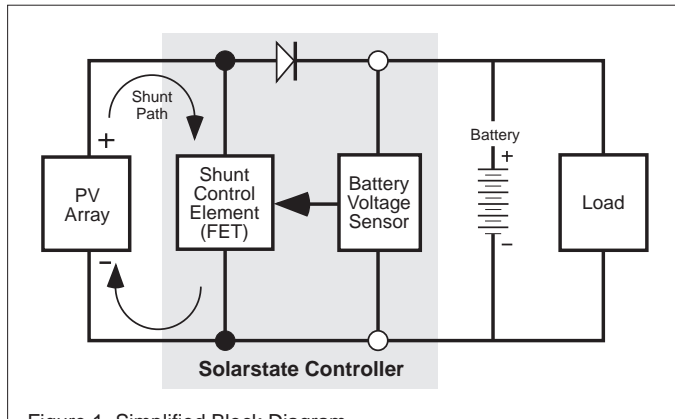 Shunt
Path
+
Battery
+
PV
Array
Shunt
Control
Element
(FET)
Battery
Voltage
Sensor
Load
–
–
Solarstate Controller
Figure 1. Simplified Block Diagram